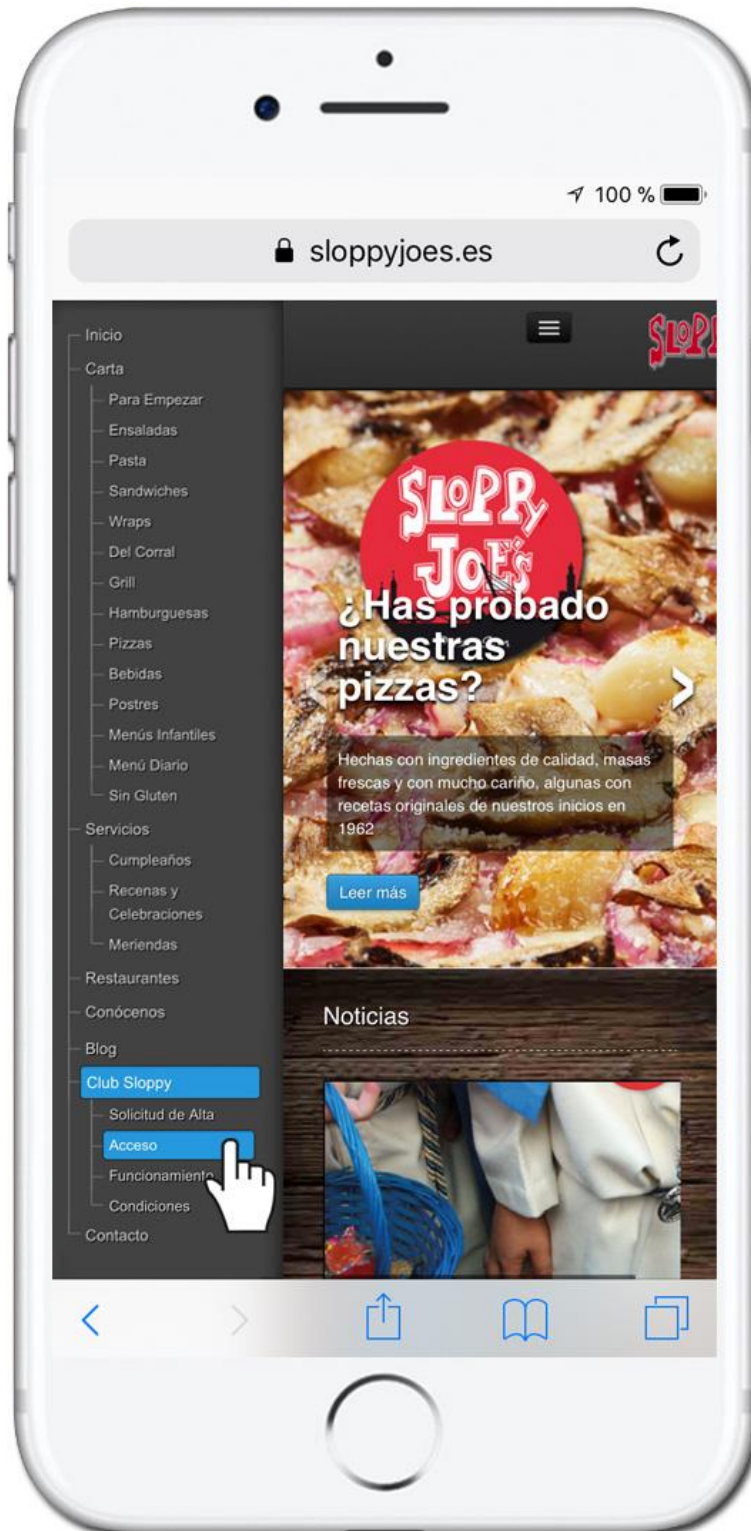 100 %
sloppyjoes.es
Inicio
Carta
Para Empezar
Ensaladas
Pasta
Sandwiches
Wraps
Del Corral
Grill
Hamburguesas
Pizzas
Bebidas
Postres
Menús Infantiles
Menú Diario
Sin Gluten
Servicios
Cumpleaños
Recenas y
Celebraciones
Meriendas
Restaurantes
Conócenos
Blog
Club Sloppy
Solicitud de Alta
Acceso
Funcionamiento
Condiciones
Contacto
SLOPPY
JOE'S
¿Has probado
nuestras
pizzas?
Hechas con ingredientes de calidad, masas
frescas y con mucho cariño, algunas con
recetas originales de nuestros inicios en
1962
Leer más
Noticias